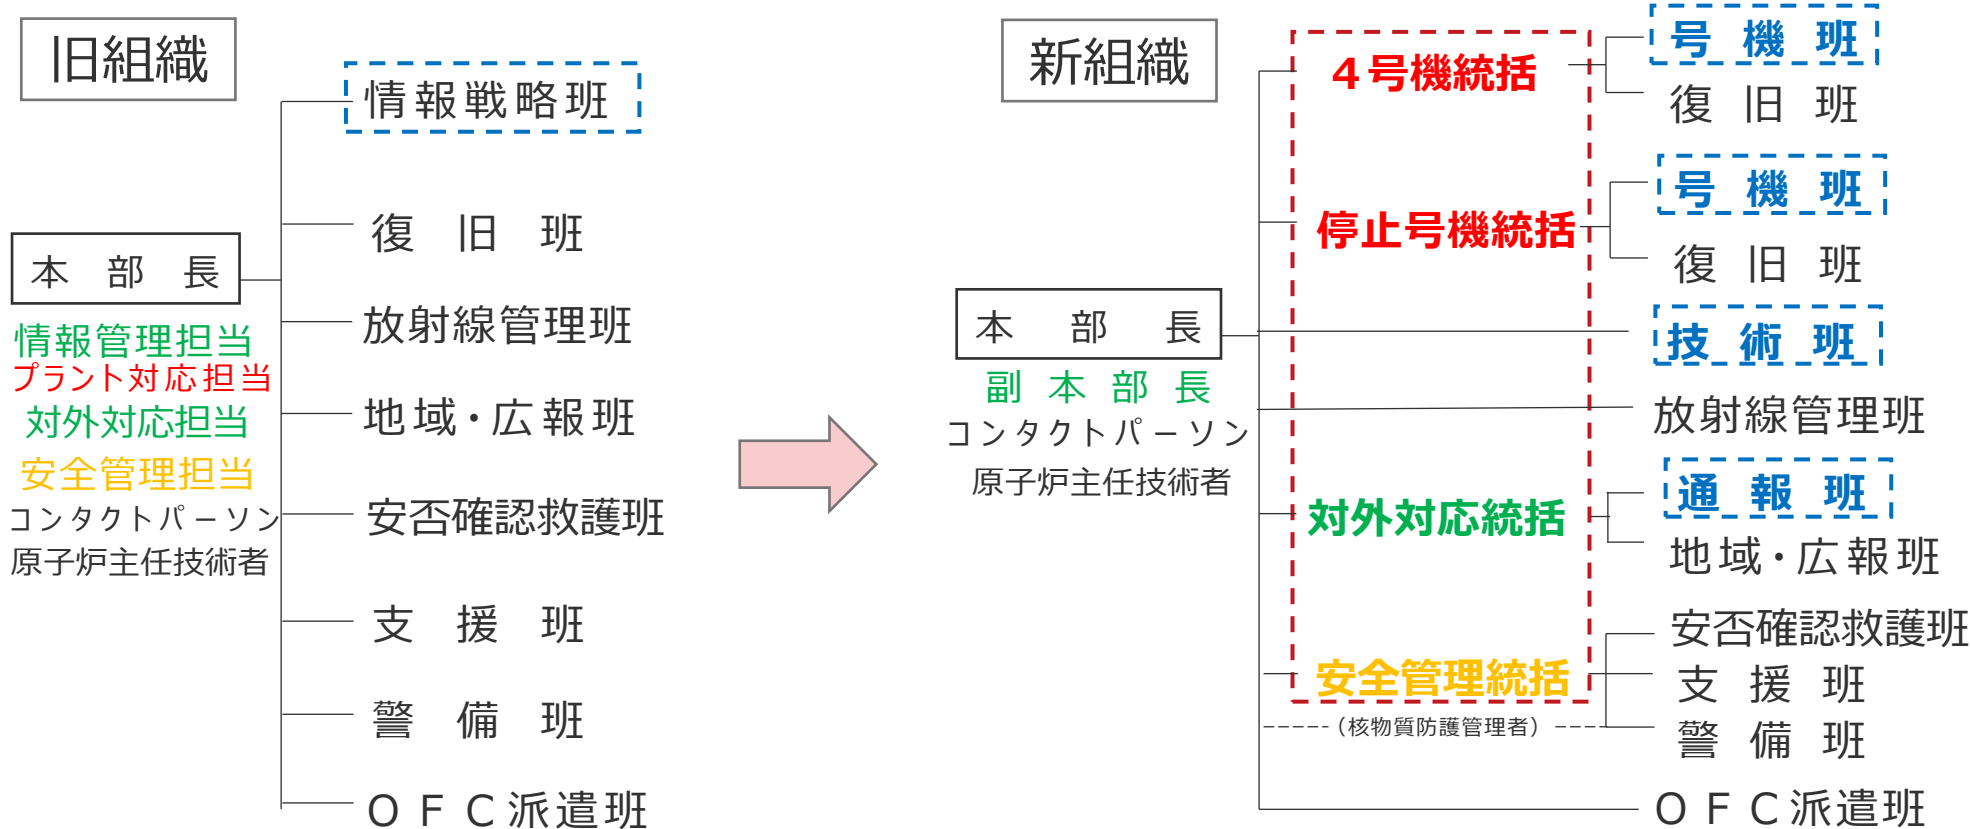 旧組織
情報戦略班
復旧班
本部長
情報管理担当
プラント対応担当
対外対応担当
安全管理担当
コンタクトパーソン
原子炉主任技術者
放射線管理班
地域・広報班
安否確認救護班
支援班
警備班
ＯＦＣ派遣班
新組織
本部長
副本部長
コンタクトパーソン
原子炉主任技術者
４号機統括
号機班
復旧班
停止号機統括
号機班
復旧班
技術班
放射線管理班
対外対応統括
通報班
地域・広報班
安全管理統括
（核物質防護管理者）
安否確認救護班
支援班
警備班
ＯＦＣ派遣班